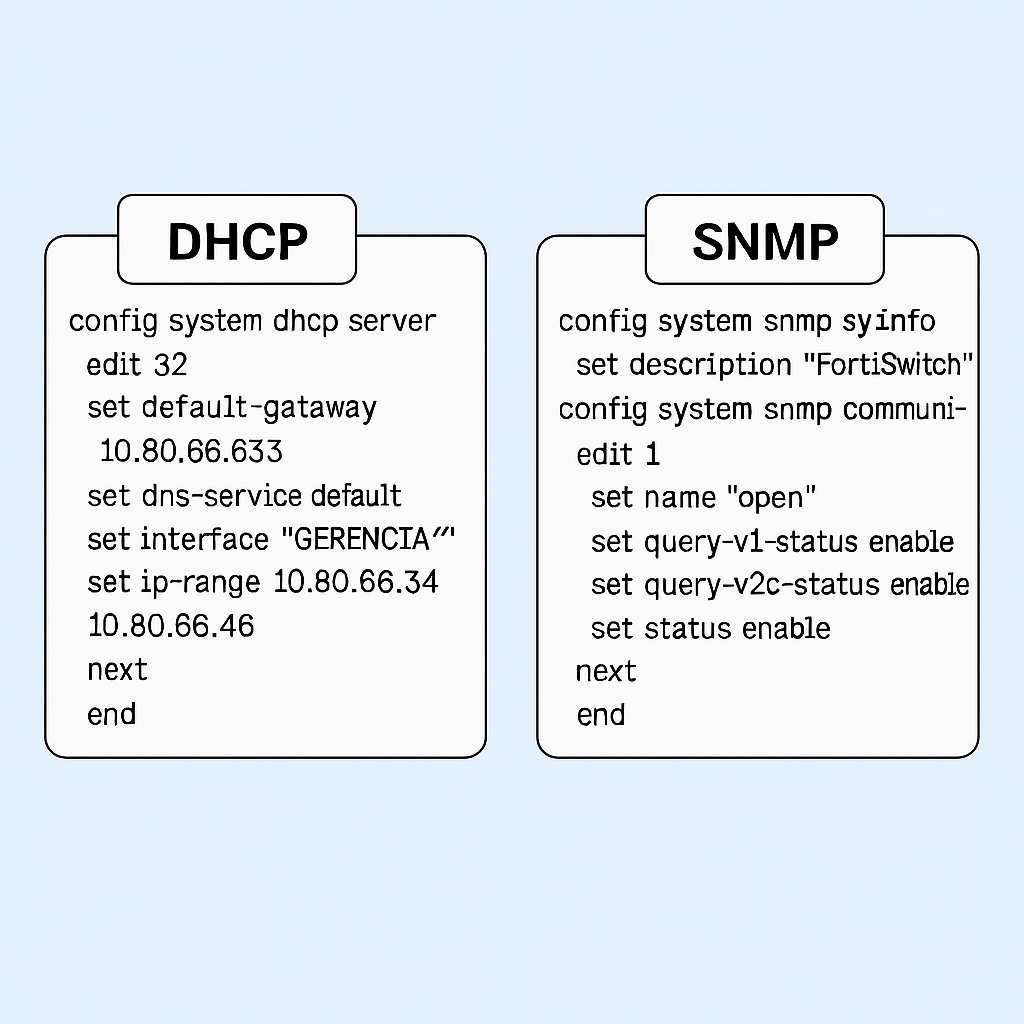 DHCP
config system dhcp server
edit 32
set default-gataway
10.80.66.633
set dns-service default
set interface "GERENCIA"'
set ip-range 10.80.66.34
10.80.66.46
next
end
SNMP
config system snmp syinfo
set description "FortiSwitch"
config system snmp communi-
edit 1
set name "open"
set query-v1-status enable
set query-v2c-status enable
set status enable
next
end